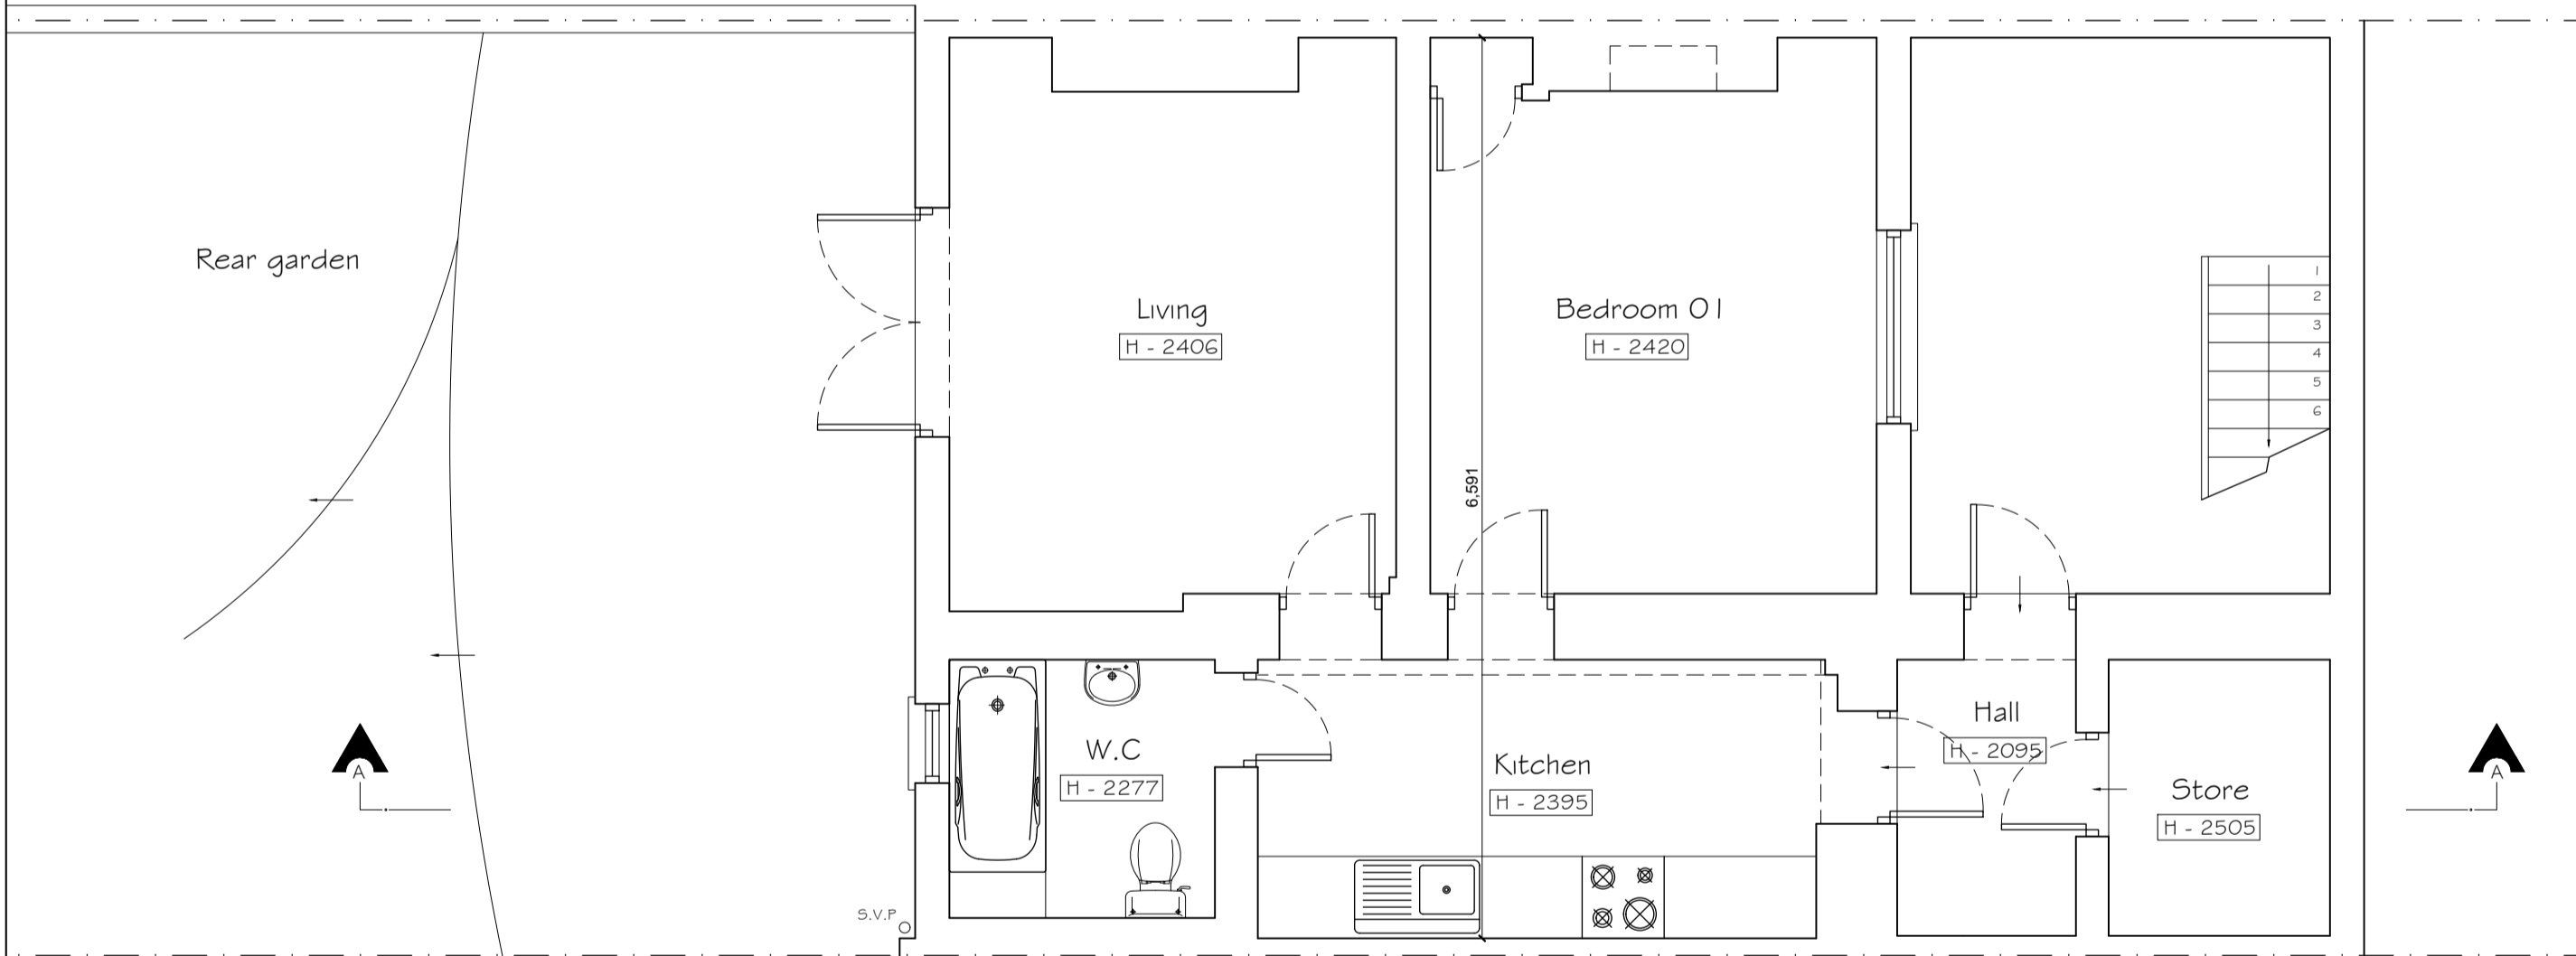 Rear garden
Living
H - 2406
Bedroom 01
H - 2420
1
2
3
4
5
6
6,591
W.C
H - 2277
Kitchen
H - 2395
Hall
H - 2095
Store
H - 2505
A
A
S.V.P